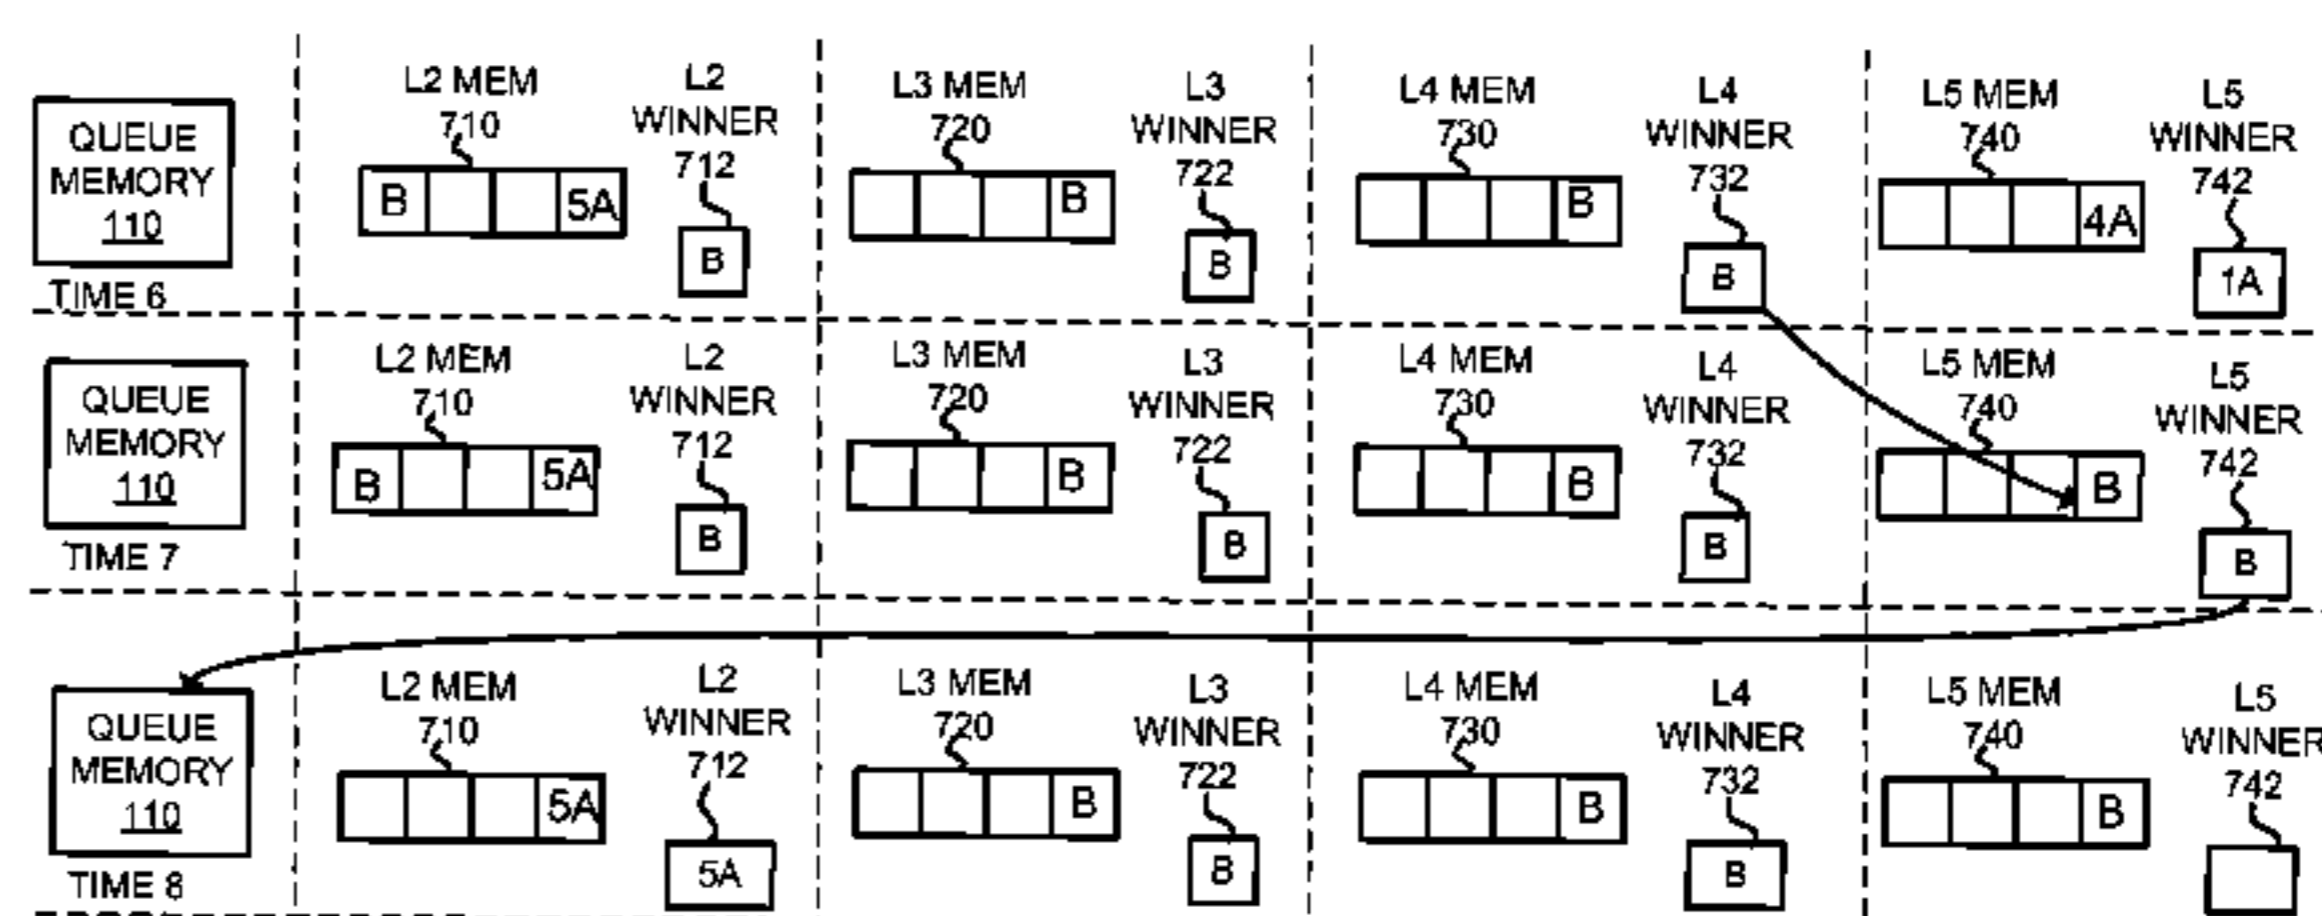 QUEUE
MEMORY
110
TIME 6
L2 MEM
710
B 5A
L2
WINNER
712
B
L3 MEM
720
B
L3
WINNER
722
B
L4 MEM
730
B
L4
WINNER
732
B
L5 MEM
740
4A
L5
WINNER
742
1A
QUEUE
MEMORY
110
TIME 7
L2 MEM
710
B 5A
L2
WINNER
712
B
L3 MEM
720
B
L3
WINNER
722
B
L4 MEM
730
B
L4
WINNER
732
B
L5 MEM
740
B
L5
WINNER
742
B
QUEUE
MEMORY
110
TIME 8
L2 MEM
710
5A
L2
WINNER
712
5A
L3 MEM
720
B
L3
WINNER
722
B
L4 MEM
730
B
L4
WINNER
732
B
L5 MEM
740
B
L5
WINNER
742